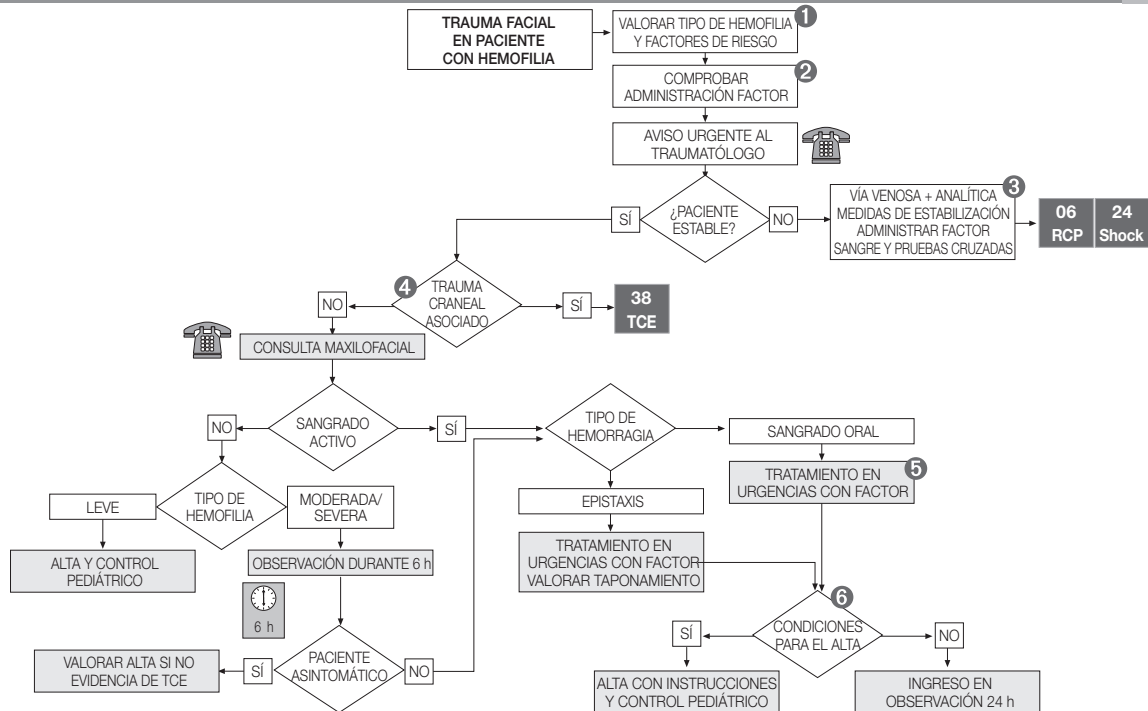 TRAUMA FACIAL
EN PACIENTE
CON HEMOFILIA
1
VALORAR TIPO DE HEMOFILIA
Y FACTORES DE RIESGO
2
COMPROBAR
ADMINISTRACIÓN FACTOR
AVISO URGENTE AL
TRAUMATÓLOGO
¿PACIENTE
ESTABLE?
SÍ
NO
3
VÍA VENOSA + ANALÍTICA
MEDIDAS DE ESTABILIZACIÓN
ADMINISTRAR FACTOR
SANGRE Y PRUEBAS CRUZADAS
06
RCP
24
Shock
4
TRAUMA
CRANEAL
ASOCIADO
NO
SÍ
38
TCE
CONSULTA MAXILOFACIAL
SANGRADO
ACTIVO
NO
SÍ
TIPO DE
HEMORRAGIA
SANGRADO ORAL
5
TRATAMIENTO EN
URGENCIAS CON FACTOR
EPISTAXIS
TRATAMIENTO EN
URGENCIAS CON FACTOR
VALORAR TAPONAMIENTO
TIPO DE
HEMOFILIA
LEVE
MODERADA/
SEVERA
ALTA Y CONTROL
PEDIÁTRICO
OBSERVACIÓN DURANTE 6 h
6 h
PACIENTE
ASINTOMÁTICO
SÍ
NO
VALORAR ALTA SI NO
EVIDENCIA DE TCE
6
CONDICIONES
PARA EL ALTA
SÍ
NO
ALTA CON INSTRUCCIONES
Y CONTROL PEDIÁTRICO
INGRESO EN
OBSERVACIÓN 24 h